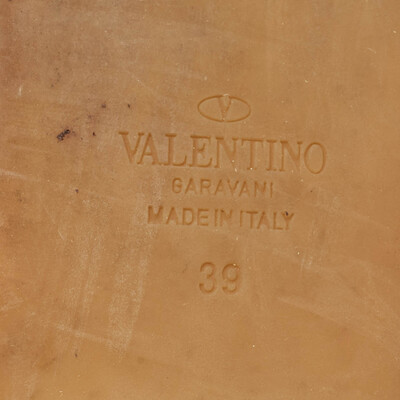 V
VALENTINO
GARAVANI
MADE IN ITALY
39